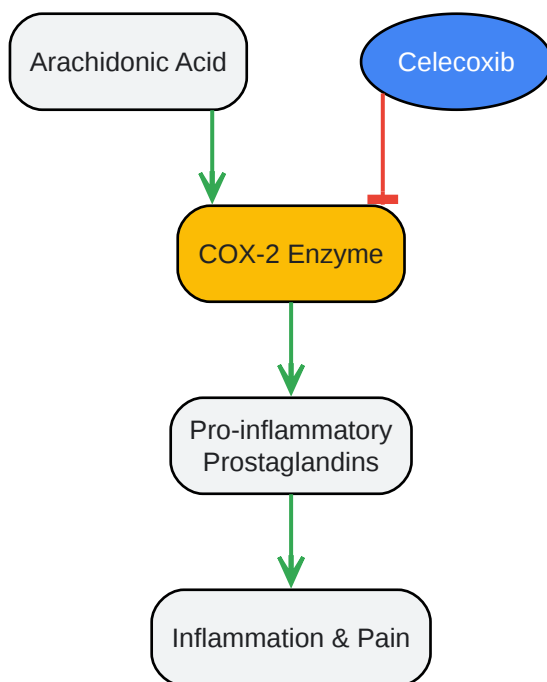 Arachidonic Acid
Celecoxib
COX-2 Enzyme
Pro-inflammatory
Prostaglandins
Inflammation & Pain